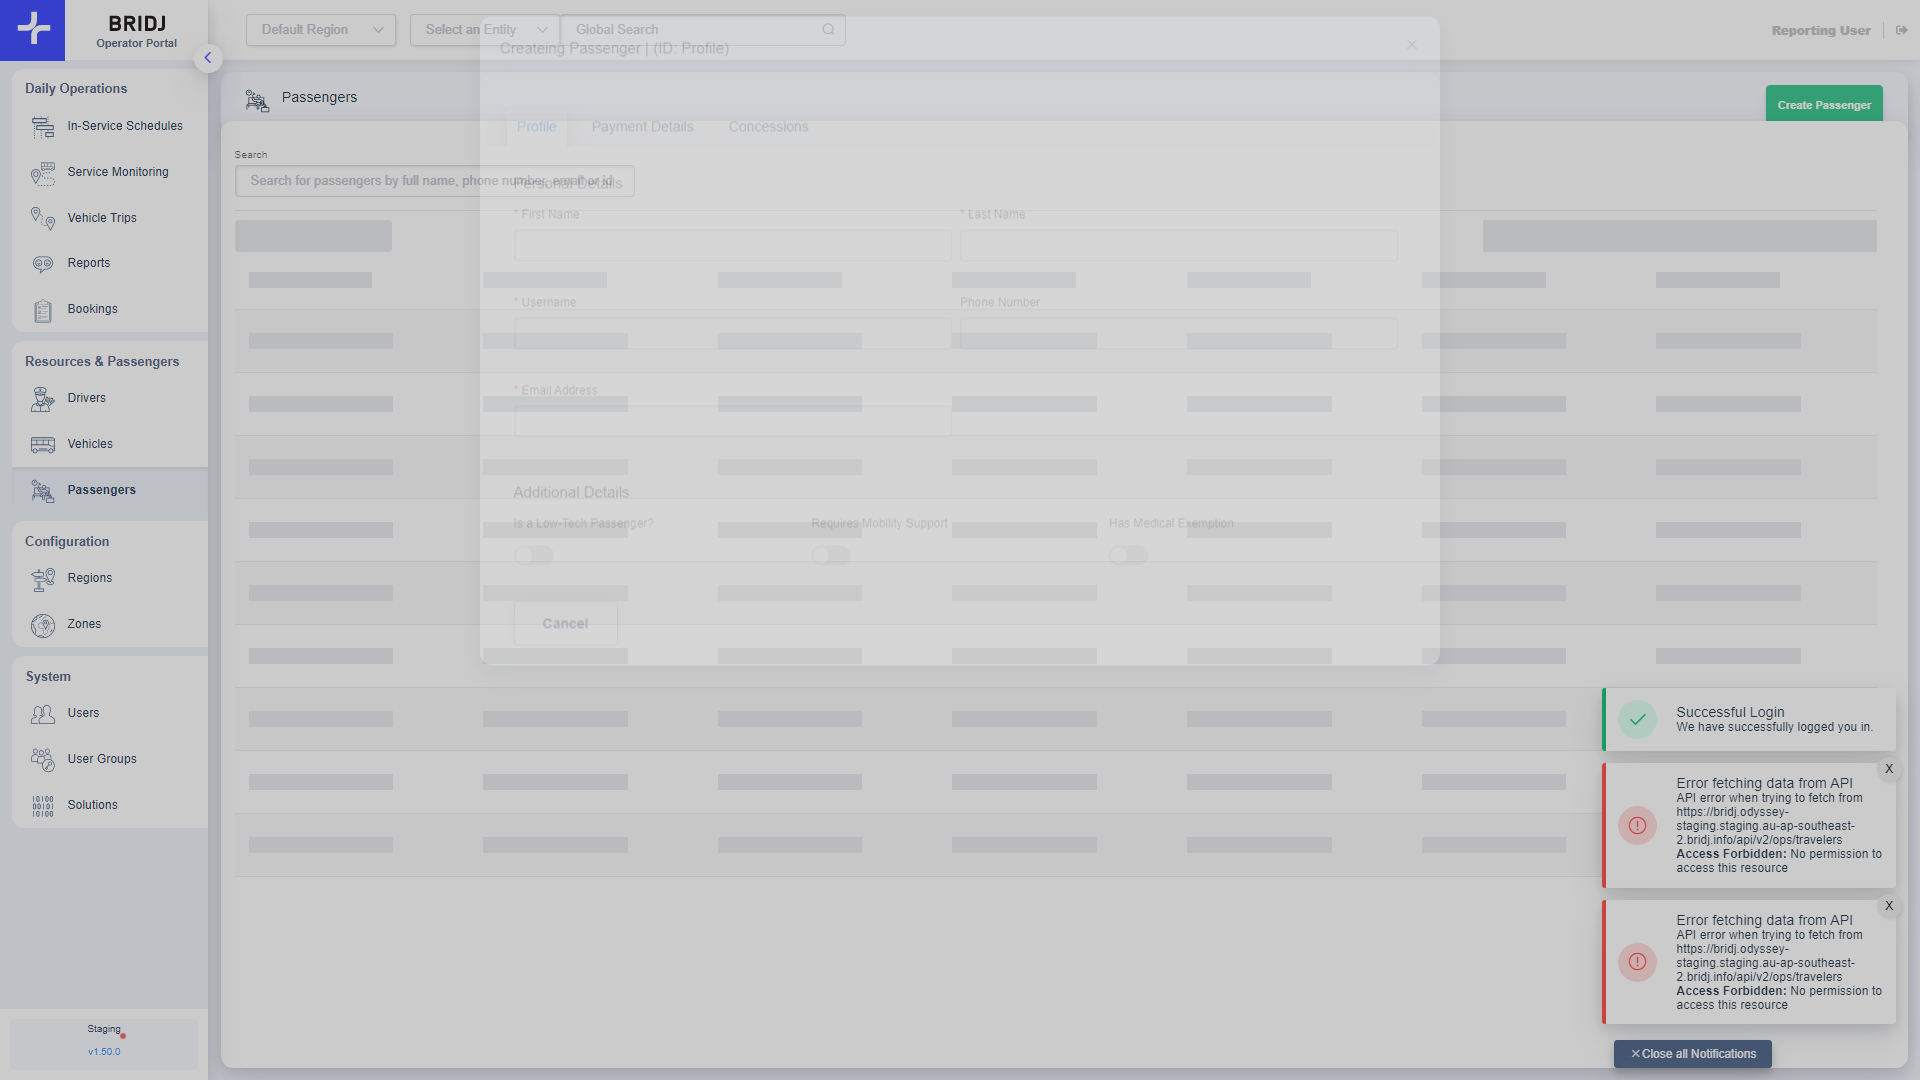 BRIDJ
Operator Portal
Default Region
Select an Entity
Global Search
Reporting User
Createing Passenger | (ID: Profile)
Daily Operations
In-Service Schedules
Service Monitoring
Vehicle Trips
Reports
Bookings
Resources & Passengers
Drivers
Vehicles
Passengers
Configuration
Regions
Zones
System
Users
User Groups
Solutions
Staging
v1.50.0
Passengers
Create Passenger
Search
Search for passengers by full name, phone number, email or id
Profile
Payment Details
Concessions
Personal Details
* First Name
* Last Name
* Username
Phone Number
* Email Address
Additional Details
Is a Low-Tech Passenger?
Requires Mobility Support
Has Medical Exemption
Cancel
Successful Login
We have successfully logged you in.
X
Error fetching data from API
API error when trying to fetch from
https://bridj.odyssey-
staging.staging.au-ap-southeast-
2.bridj.info/api/v2/ops/travelers
Access Forbidden: No permission to
access this resource
X
Error fetching data from API
API error when trying to fetch from
https://bridj.odyssey-
staging.staging.au-ap-southeast-
2.bridj.info/api/v2/ops/travelers
Access Forbidden: No permission to
access this resource
Close all Notifications